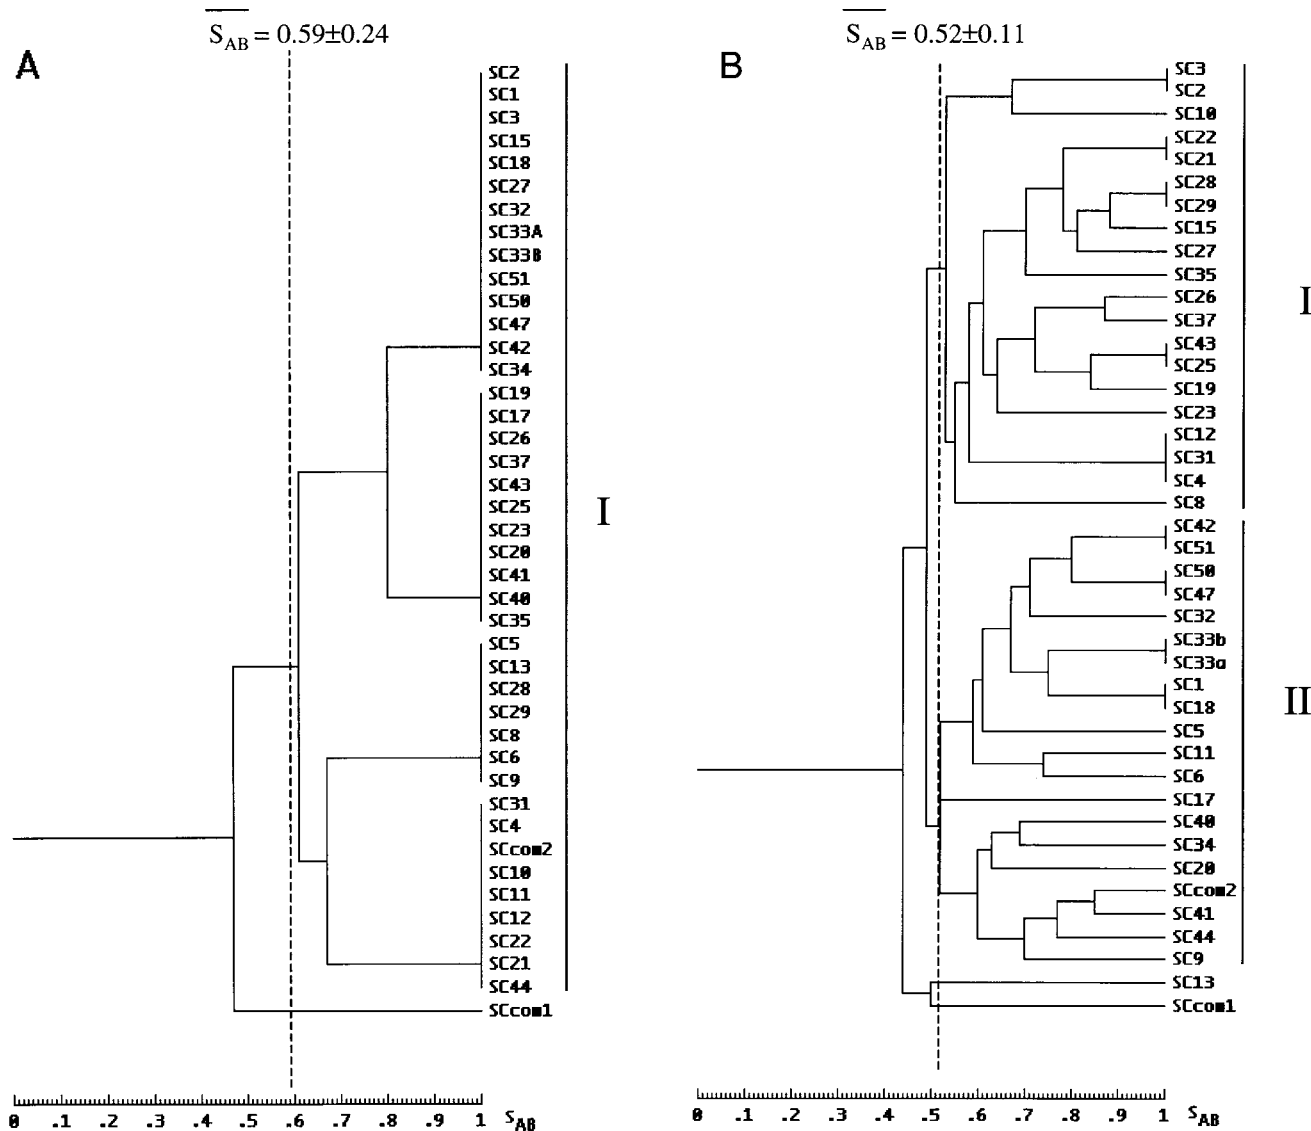 S̅AB = 0.59±0.24
A
SC2
SC1
SC3
SC15
SC18
SC27
SC32
SC33A
SC33B
SC51
SC50
SC47
SC42
SC34
SC19
SC17
SC26
SC37
SC43
SC25
SC23
SC20
SC41
SC40
SC35
SC5
SC13
SC28
SC29
SC8
SC6
SC9
SC31
SC4
SCcom2
SC10
SC11
SC12
SC22
SC21
SC44
SCcom1
I
0 .1 .2 .3 .4 .5 .6 .7 .8 .9 1 SAB
S̅AB = 0.52±0.11
B
SC3
SC2
SC10
SC22
SC21
SC28
SC29
SC15
SC27
SC35
SC26
SC37
SC43
SC25
SC19
SC23
SC12
SC31
SC4
SC8
I
SC42
SC51
SC50
SC47
SC32
SC33b
SC33a
SC1
SC18
SC5
SC11
SC6
SC17
SC40
SC34
SC20
SCcom2
SC41
SC44
SC9
II
SC13
SCcom1
0 .1 .2 .3 .4 .5 .6 .7 .8 .9 1 SAB